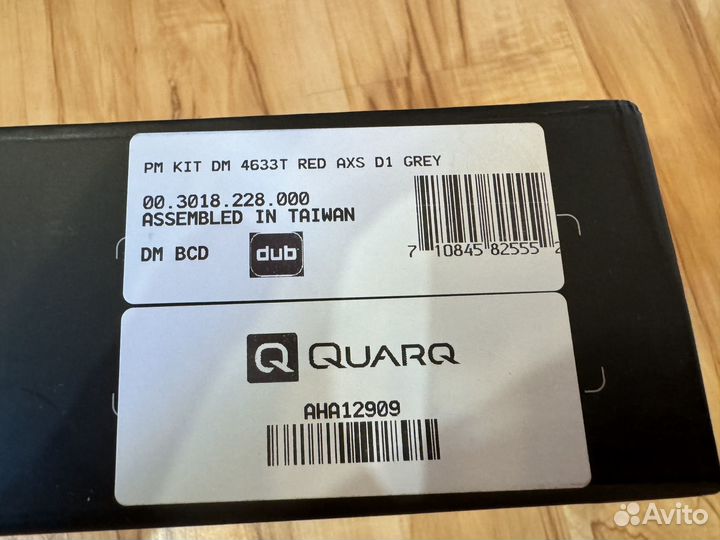 PM KIT DM 4633T RED AXS D1 GREY
00.3018.228.000
ASSEMBLED IN TAIWAN
DM BCD
dub
7 10845 82555 2
Q QUARQ
AHA12909
Avito